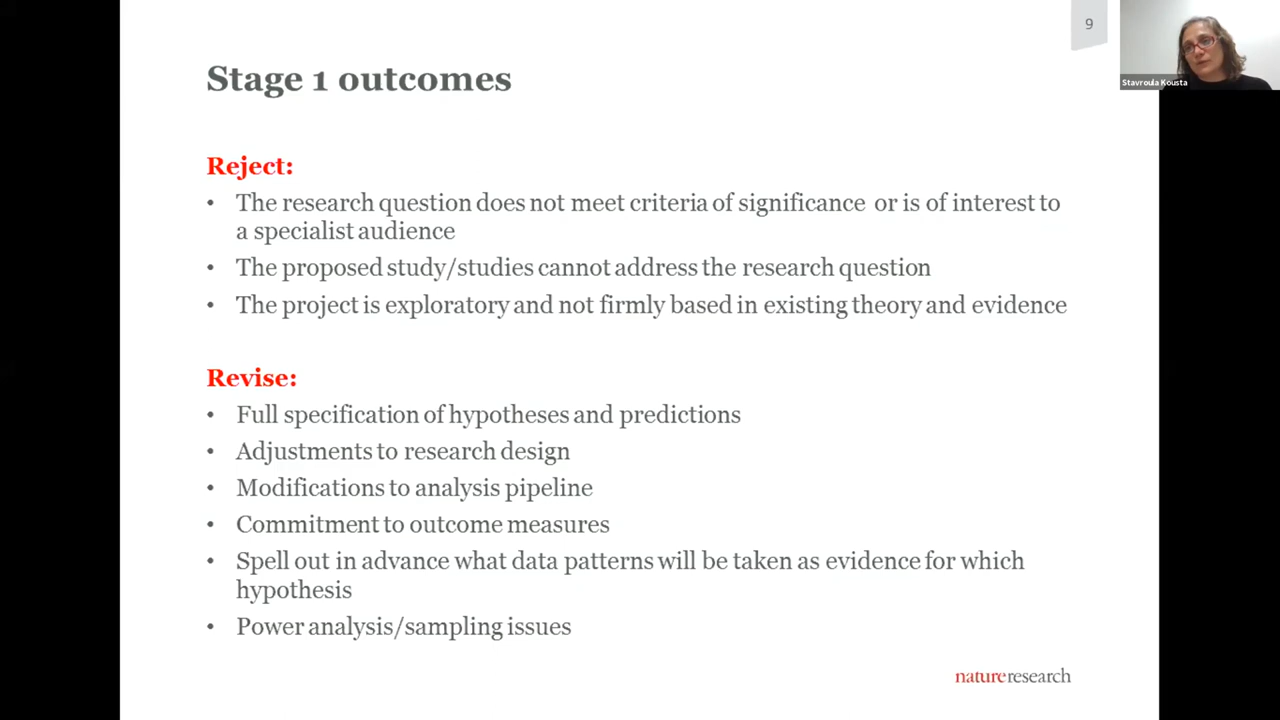 9
Stavroula Kousta
Stage 1 outcomes
Reject:
• The research question does not meet criteria of significance or is of interest to
a specialist audience
• The proposed study/studies cannot address the research question
• The project is exploratory and not firmly based in existing theory and evidence
Revise:
• Full specification of hypotheses and predictions
• Adjustments to research design
• Modifications to analysis pipeline
• Commitment to outcome measures
• Spell out in advance what data patterns will be taken as evidence for which
hypothesis
• Power analysis/sampling issues
natureresearch